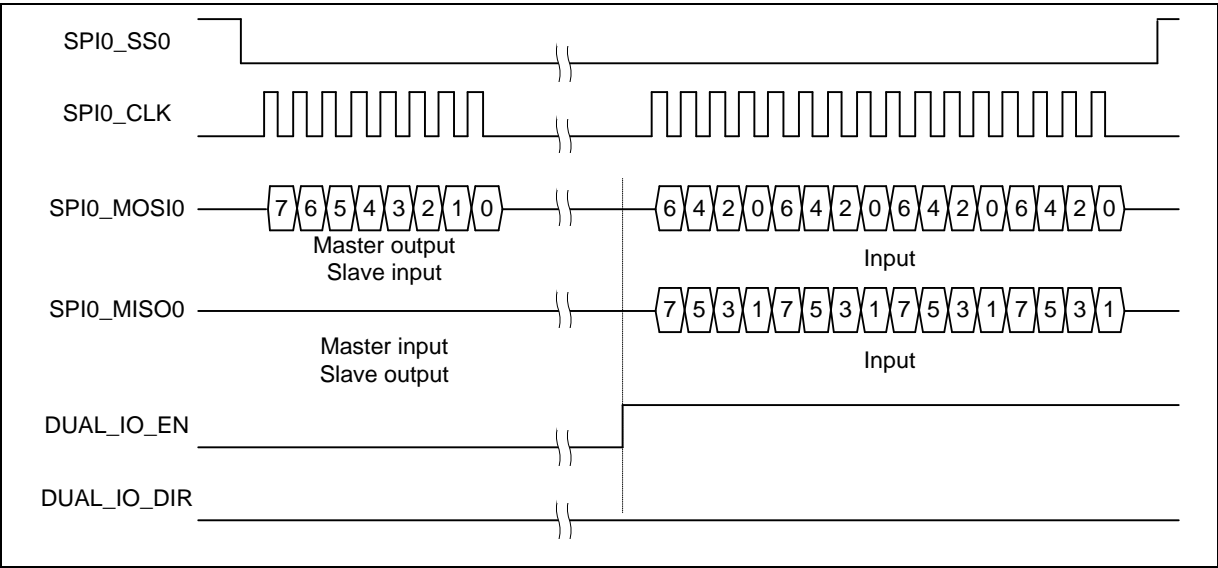 SPI0_SS0
SPI0_CLK
SPI0_MOSI0 7 6 5 4 3 2 1 0 6 4 2 0 6 4 2 0 6 4 2 0 6 4 2 0
Master output
Slave input
Input
SPI0_MISO0 7 5 3 1 7 5 3 1 7 5 3 1 7 5 3 1
Master input
Slave output
Input
DUAL_IO_EN
DUAL_IO_DIR